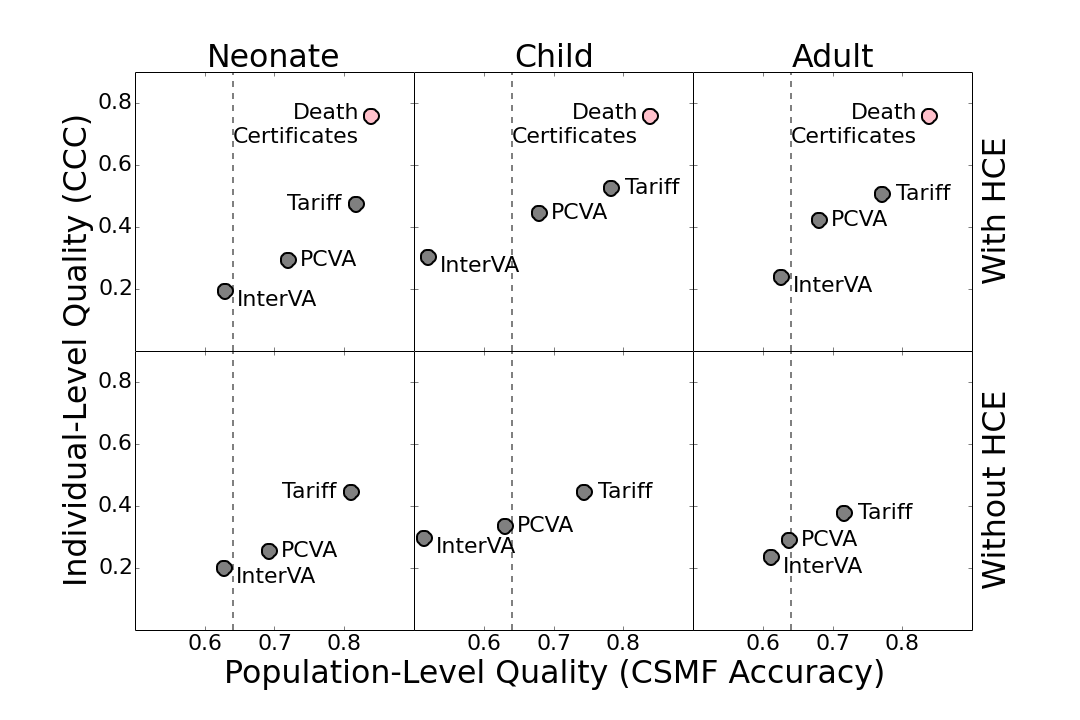 Neonate
Child
Adult
Individual-Level Quality (CCC)
0.8
0.6
0.4
0.2
Death
Certificates
Tariff
PCVA
InterVA
Death
Certificates
Tariff
PCVA
InterVA
Death
Certificates
Tariff
PCVA
InterVA
With HCE
0.8
0.6
0.4
0.2
Tariff
PCVA
InterVA
Tariff
PCVA
InterVA
Tariff
PCVA
InterVA
Without HCE
0.6 0.7 0.8
0.6 0.7 0.8
0.6 0.7 0.8
Population-Level Quality (CSMF Accuracy)